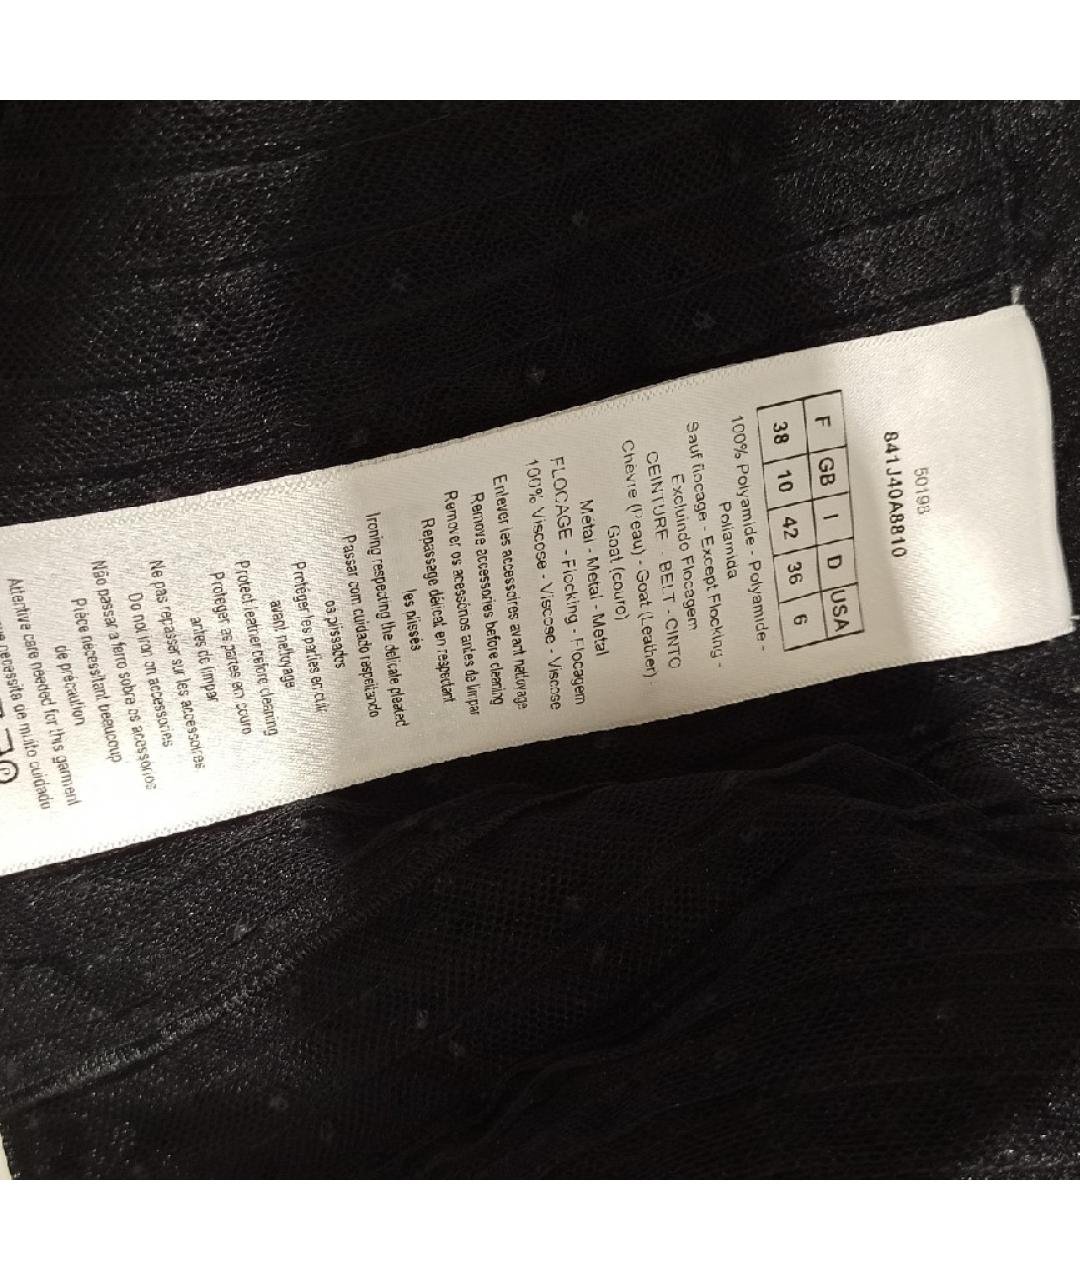 50198
841J40A8810
F GB I D USA
38 10 42 36 6
100% Polyamide - Polyamide -
Poliamida
Sauf flocage - Except Flocking -
Excluindo Flocagem
CEINTURE - BELT - CINTO
Chèvre (Peau) - Goat (Leather) -
Goat (couro)
Métal - Metal - Metal
FLOCAGE - Flocking - Flocagem
100% Viscose - Viscose - Viscose
Enlever les accessoires avant nettoyage
Remove accessories before cleaning
Remover os acessórios antes de limpar
Repassage délicat en respectant
les plissés
Ironing respecting the delicate pleated
Passar com cuidado respeitando
os plissados
Protéger les parties en cuir
avant nettoyage
Protect leather before cleaning
Proteger as partes en couro
antes de limpar
Ne pas repasser sur les accessoires
Do not iron on accessories
Não passar a ferro sobre os acessórios
Pièce nécessitant beaucoup
de précaution
Attentive care needed for this garment
necessita de muito cuidado
P